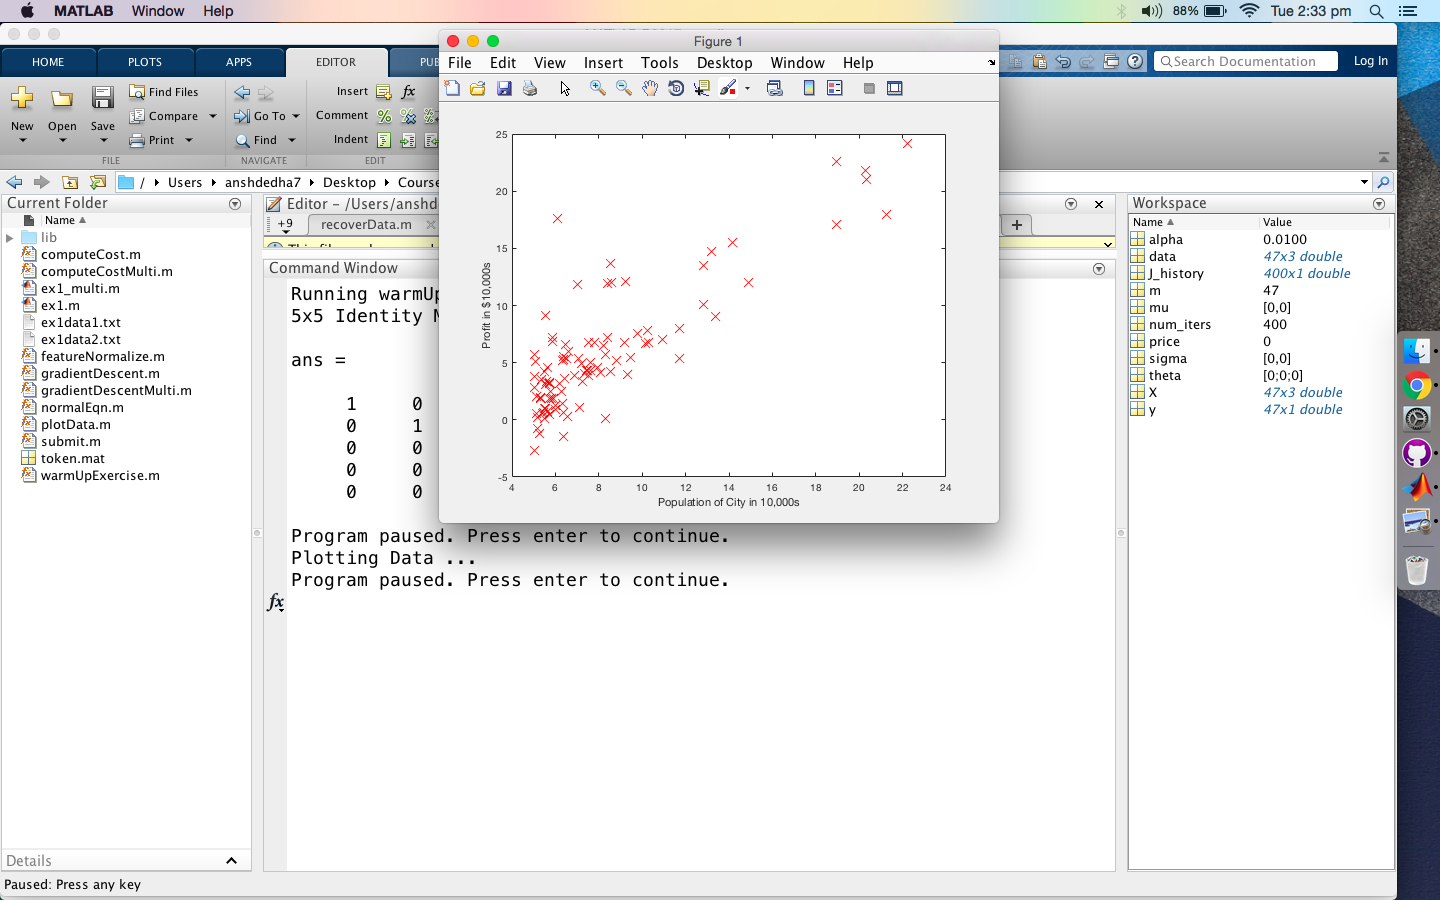 MATLAB Window Help 88% Tue 2:33 pm
Figure 1
HOME PLOTS APPS EDITOR
File Edit View Insert Tools Desktop Window Help
Search Documentation Log In
New Open Save
Find Files
Compare
Print
Go To
Find
Insert fx
Comment
Indent
FILE NAVIGATE EDIT
/ Users anshdedha7 Desktop
Current Folder
Name
lib
computeCost.m
computeCostMulti.m
ex1_multi.m
ex1.m
ex1data1.txt
ex1data2.txt
featureNormalize.m
gradientDescent.m
gradientDescentMulti.m
normalEqn.m
plotData.m
submit.m
token.mat
warmUpExercise.m
Details
Paused: Press any key
Editor – /Users/anshd
+9 recoverData.m
Command Window
Running warmUp
5x5 Identity
ans =
1 0
0 1
0 0
0 0
0 0
Program paused. Press enter to continue.
Plotting Data ...
Program paused. Press enter to continue.
fx
25
20
15
10
5
0
-5
4 6 8 10 12 14 16 18 20 22 24
Profit in $10,000s
Population of City in 10,000s
Workspace
Name Value
alpha 0.0100
data 47x3 double
J_history 400x1 double
m 47
mu [0,0]
num_iters 400
price 0
sigma [0,0]
theta [0;0;0]
X 47x3 double
y 47x1 double